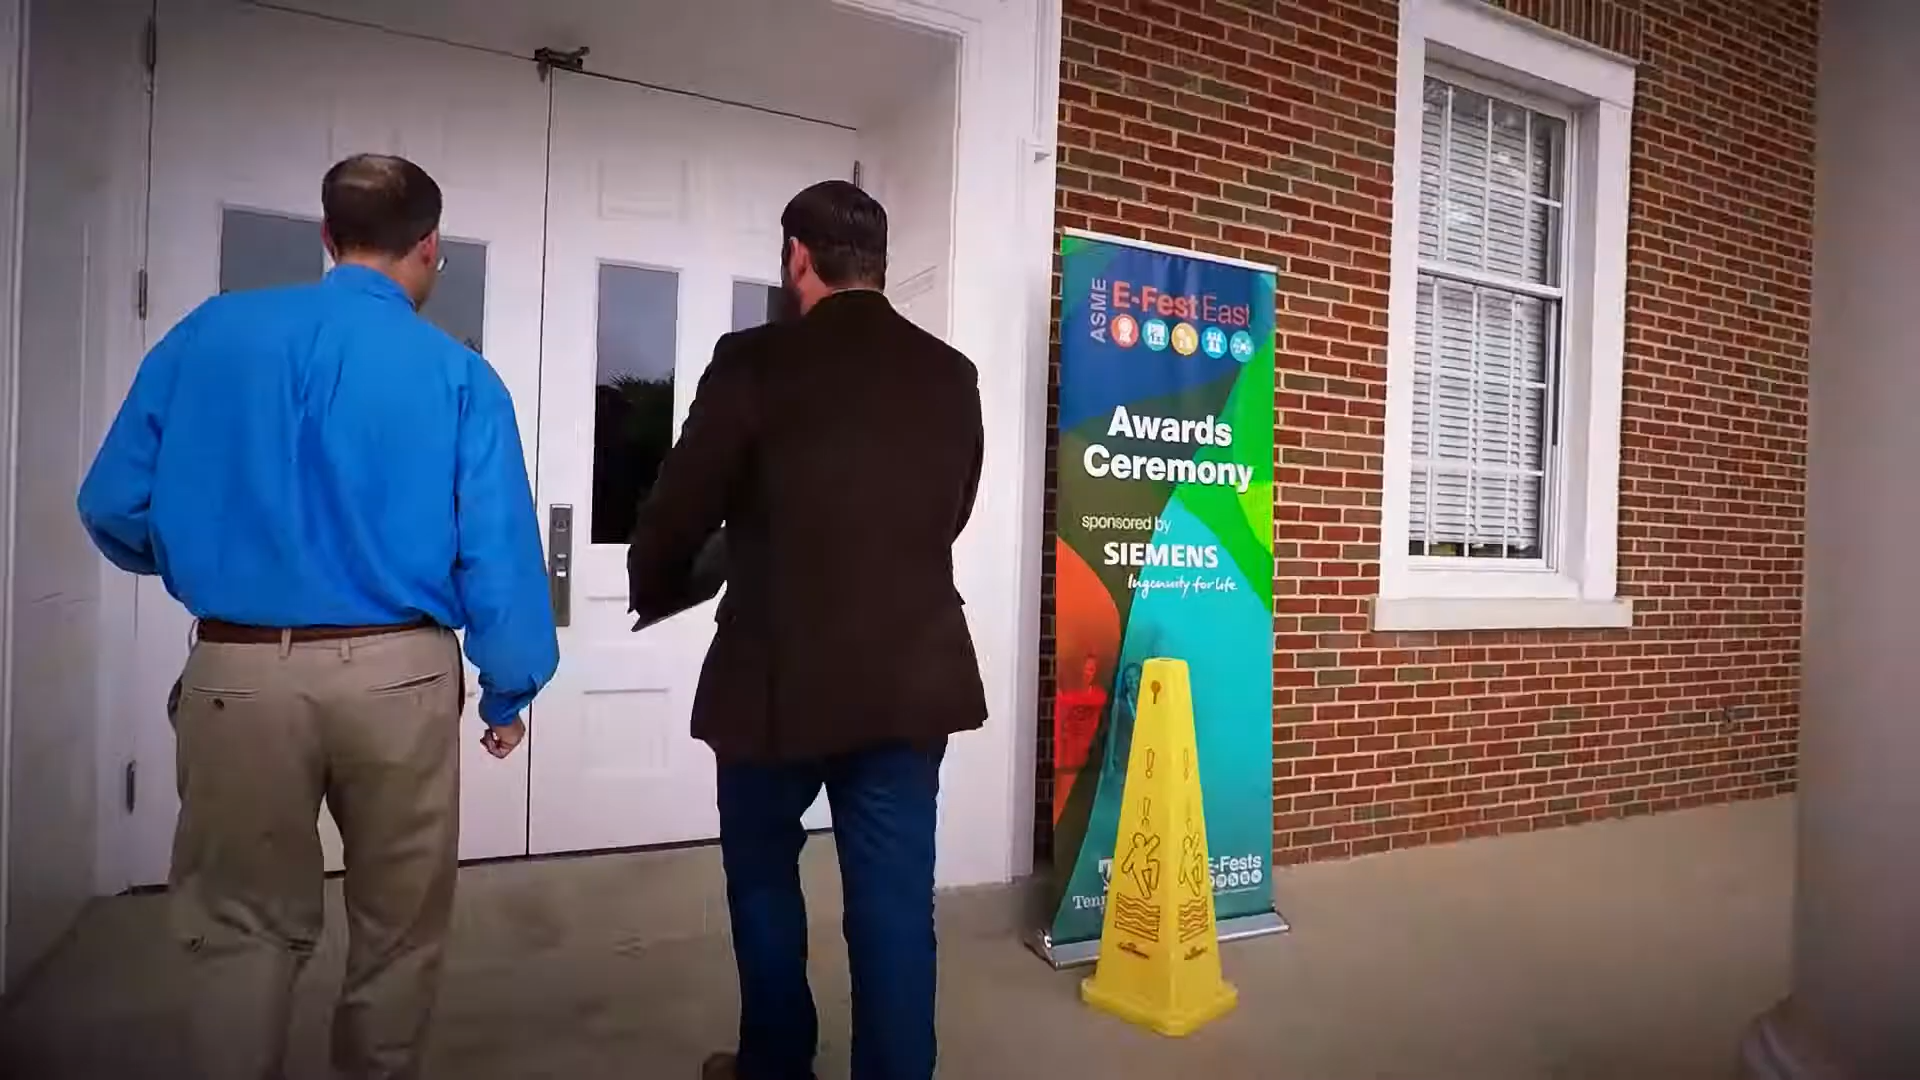 ASME
E-Fest East
Awards
Ceremony
sponsored by
SIEMENS
Ingenuity for life
E-Fests